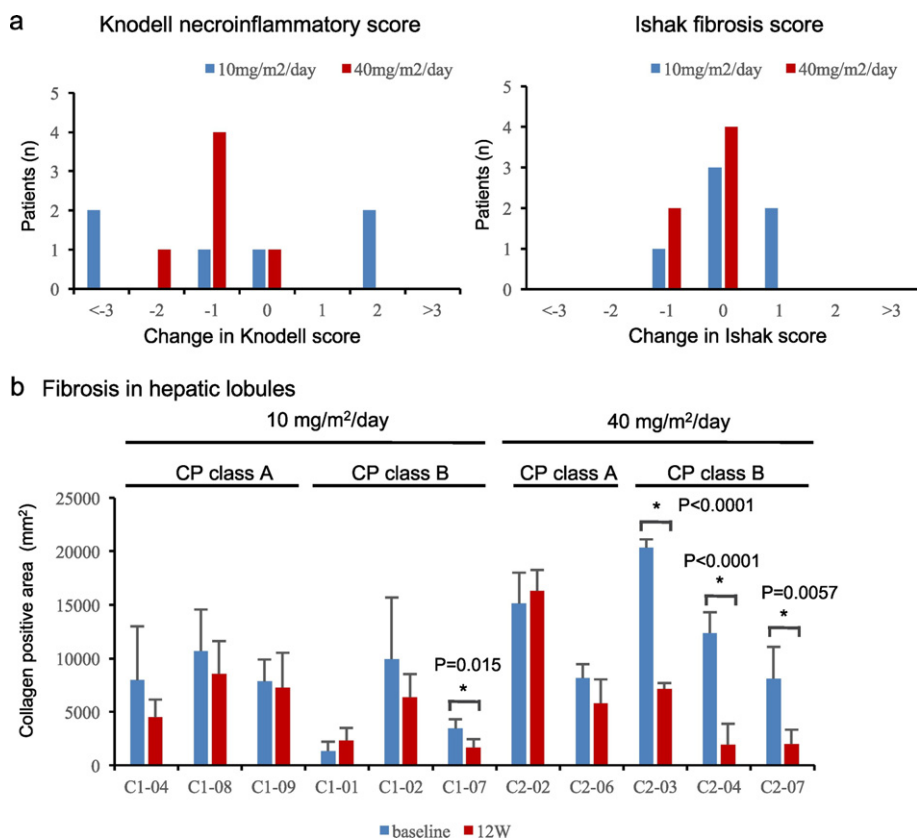 a
Knodell necroinflammatory score
10mg/m2/day 40mg/m2/day
Patients (n)
5
4
3
2
1
0
<-3 -2 -1 0 1 2 >3
Change in Knodell score
Ishak fibrosis score
10mg/m2/day 40mg/m2/day
Patients (n)
5
4
3
2
1
0
<-3 -2 -1 0 1 2 >3
Change in Ishak score
b Fibrosis in hepatic lobules
10 mg/m²/day 40 mg/m²/day
CP class A CP class B CP class A CP class B
Collagen positive area (mm²)
25000
20000
15000
10000
5000
0
P=0.015
*
* P<0.0001
P<0.0001
*
P=0.0057
*
C1-04 C1-08 C1-09 C1-01 C1-02 C1-07 C2-02 C2-06 C2-03 C2-04 C2-07
baseline 12W